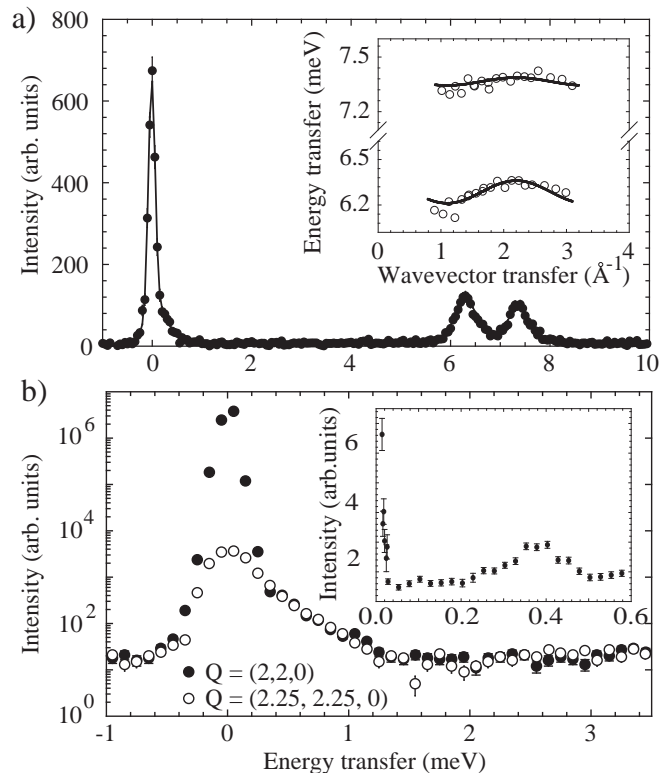 a)
Intensity (arb. units)
800
600
400
200
0
0 2 4 6 8 10
Energy transfer (meV)
7.5
7.2
6.5
6.2
0 1 2 3 4
Wavevector transfer (Å⁻¹)
b)
Intensity (arb. units)
10⁶
10⁴
10²
10⁰
-1 0 1 2 3
Energy transfer (meV)
Q = (2,2,0)
Q = (2.25, 2.25, 0)
Intensity (arb.units)
6
4
2
0.0 0.2 0.4 0.6